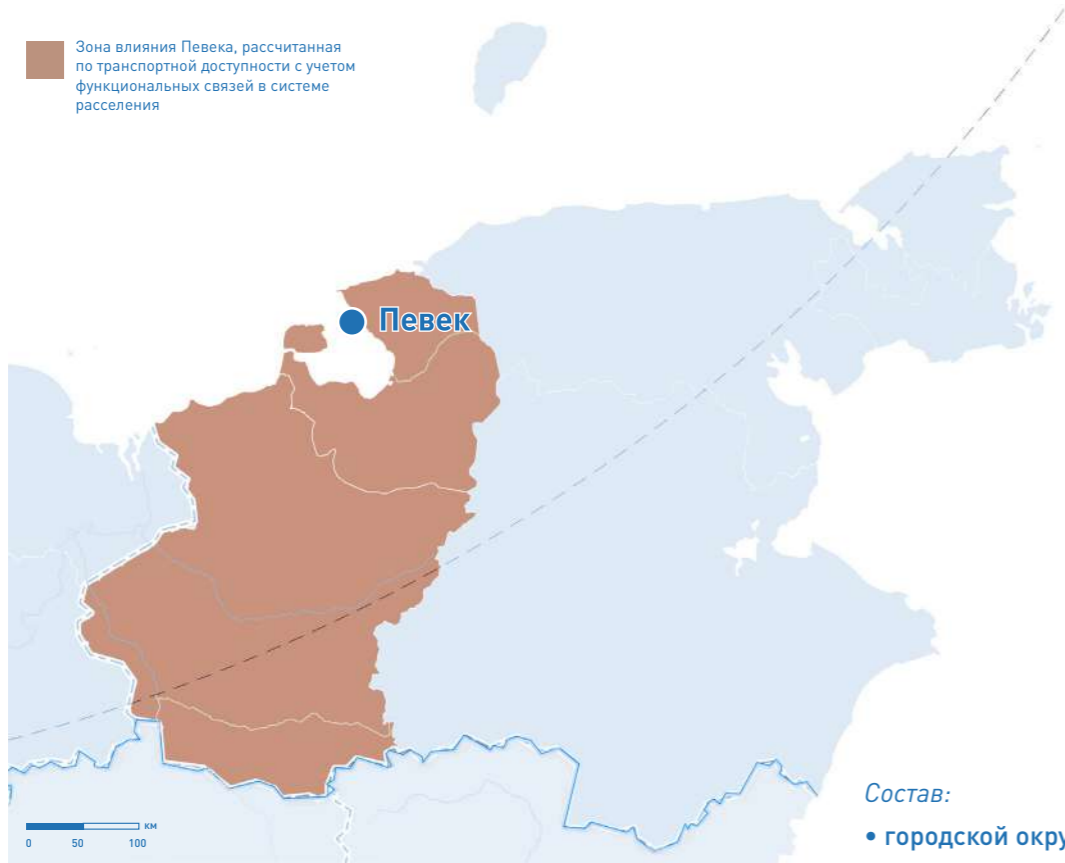 Зона влияния Певека, рассчитанная
по транспортной доступности с учетом
функциональных связей в системе
расселения
Певек
Состав:
• городской окру
км
0 50 100